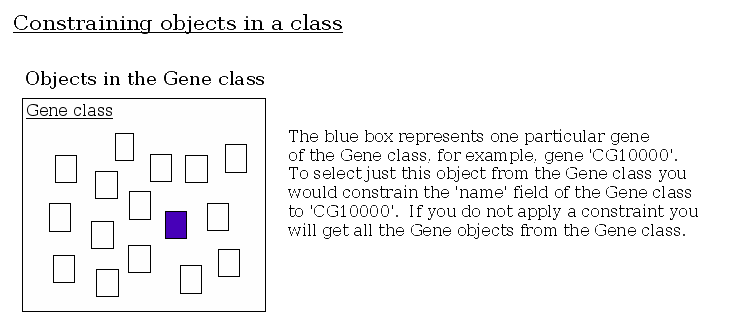 Constraining objects in a class
Objects in the Gene class
Gene class
The blue box represents one particular gene
of the Gene class, for example, gene 'CG10000'.
To select just this object from the Gene class you
would constrain the 'name' field of the Gene class
to 'CG10000'.  If you do not apply a constraint you
will get all the Gene objects from the Gene class.